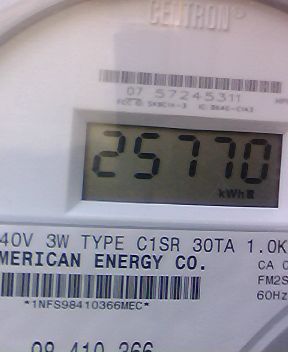 CENTRON®
07 57245311
25770
kWh
40V 3W TYPE C1SR 30TA 1.0K
MERICAN ENERGY CO.
CA
FM2S
60Hz
*1NFS98410366MEC*
98 410 366